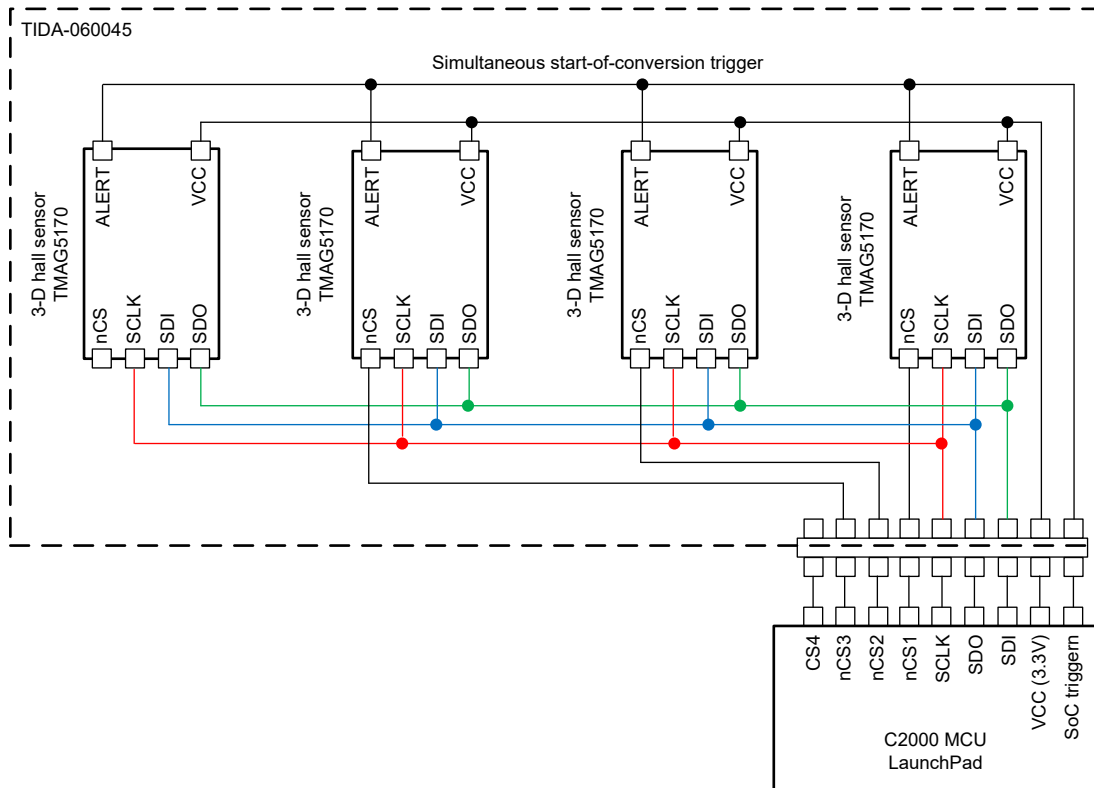 TIDA-060045
Simultaneous start-of-conversion trigger
ALERT
VCC
3-D hall sensor
TMAG5170
nCS
SCLK
SDI
SDO
ALERT
VCC
3-D hall sensor
TMAG5170
nCS
SCLK
SDI
SDO
ALERT
VCC
3-D hall sensor
TMAG5170
nCS
SCLK
SDI
SDO
ALERT
VCC
3-D hall sensor
TMAG5170
nCS
SCLK
SDI
SDO
CS4
nCS3
nCS2
nCS1
SCLK
SDO
SDI
VCC (3.3V)
SoC triggern
C2000 MCU
LaunchPad